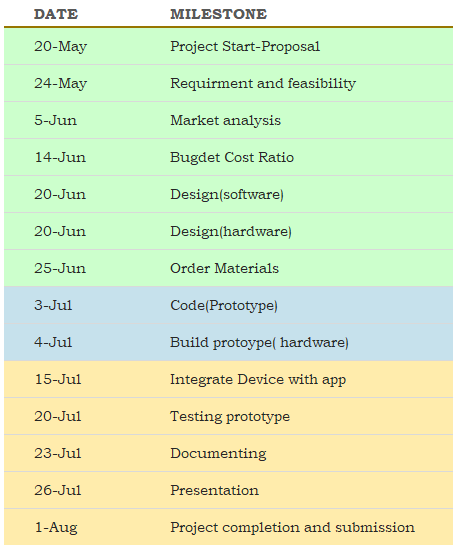 DATE MILESTONE
20-May Project Start-Proposal
24-May Requirment and feasibility
5-Jun Market analysis
14-Jun Bugdet Cost Ratio
20-Jun Design(software)
20-Jun Design(hardware)
25-Jun Order Materials
3-Jul Code(Prototype)
4-Jul Build protoype( hardware)
15-Jul Integrate Device with app
20-Jul Testing prototype
23-Jul Documenting
26-Jul Presentation
1-Aug Project completion and submission